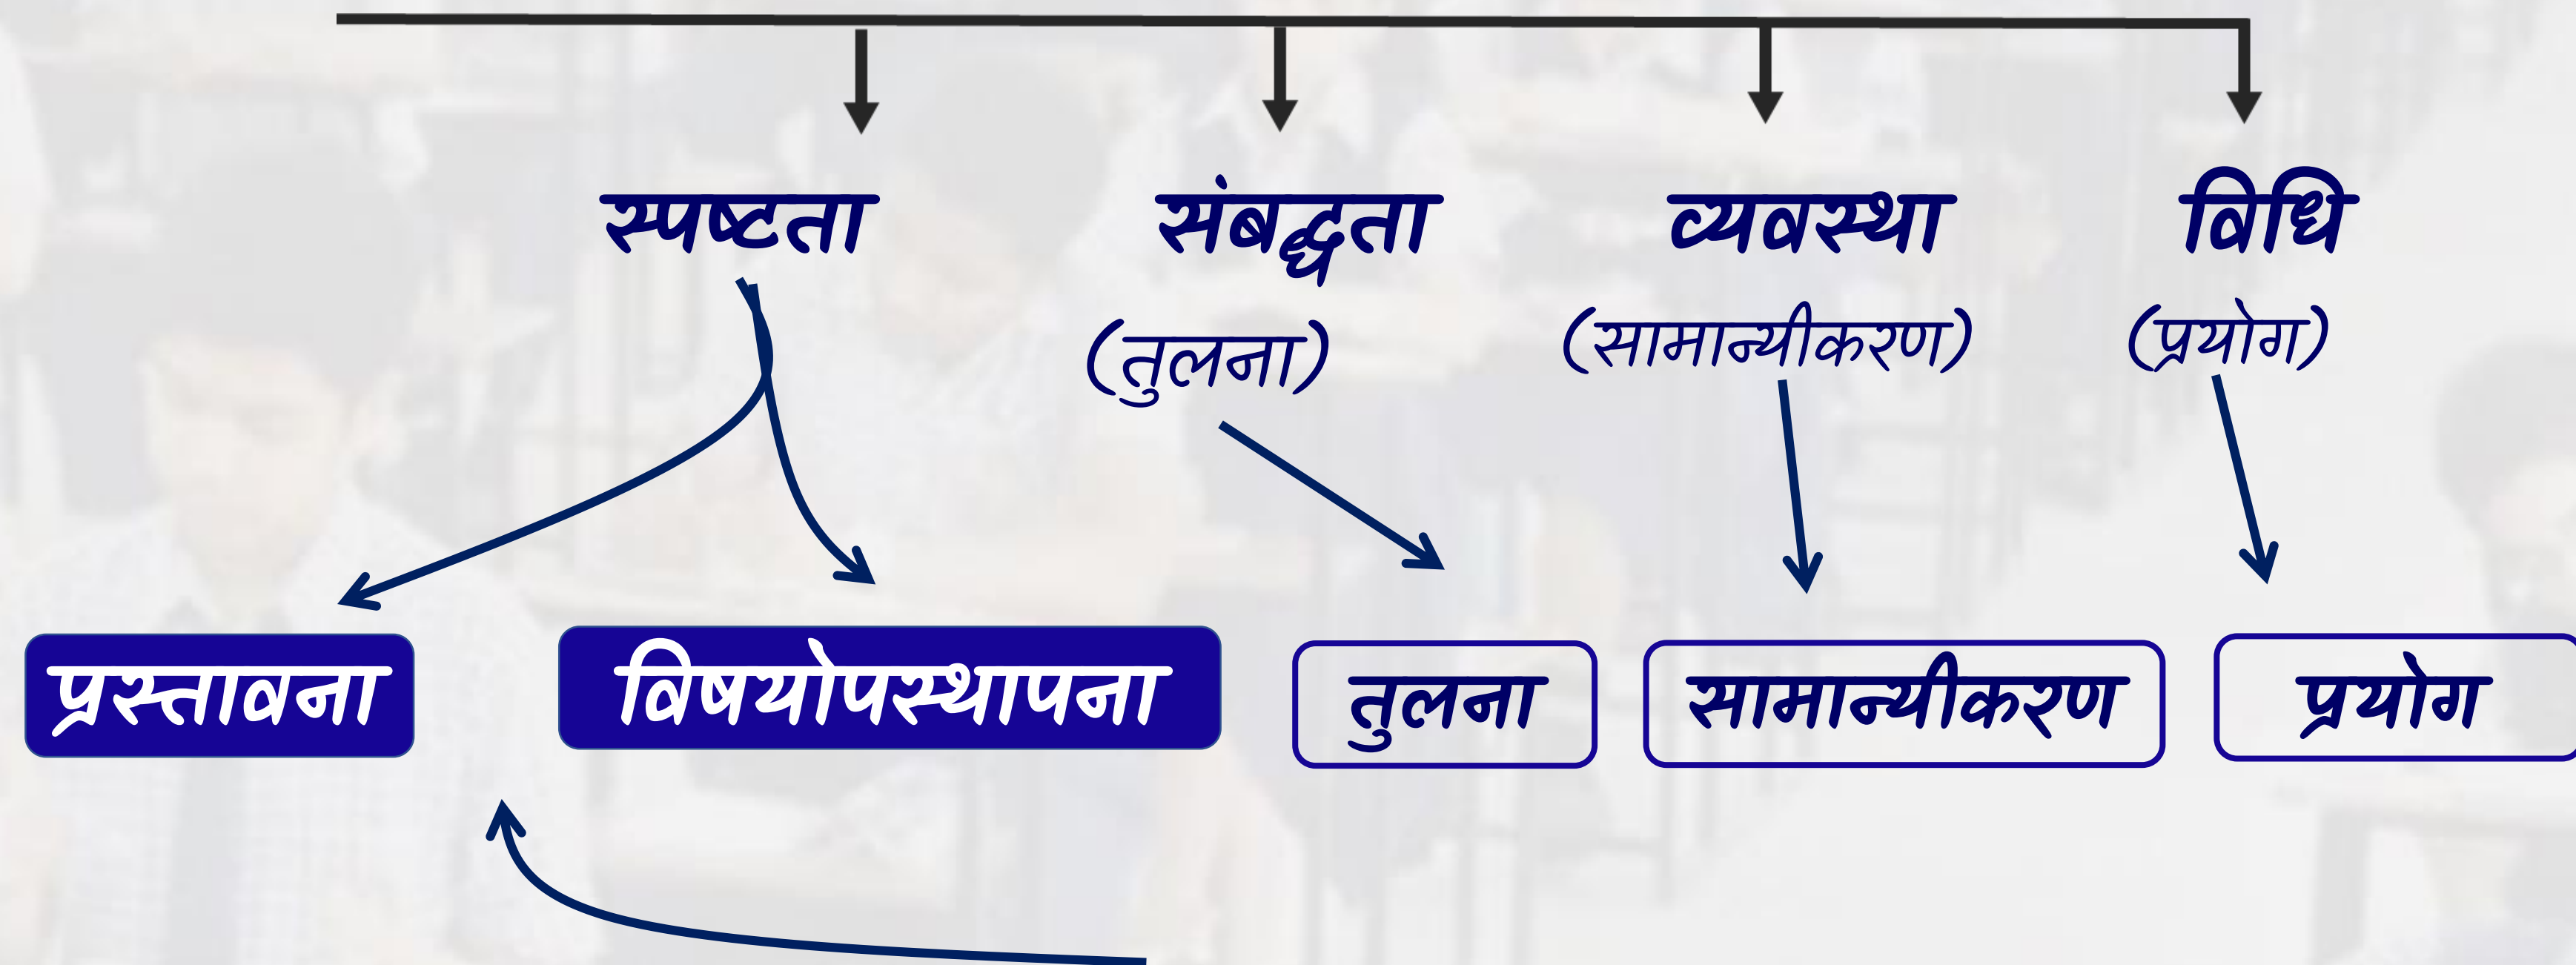 स्पष्टता संबद्धता व्यवस्था विधि
(तुलना) (सामान्यीकरण) (प्रयोग)
प्रस्तावना विषयोपस्थापना तुलना सामान्यीकरण प्रयोग